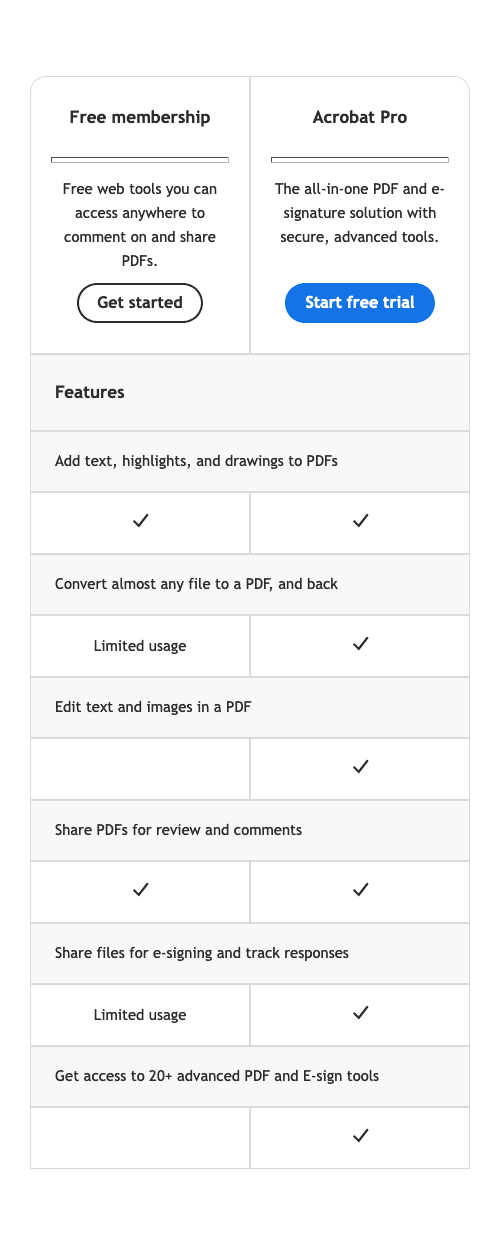 Free membership
Free web tools you can
access anywhere to
comment on and share
PDFs.
Get started
Acrobat Pro
The all-in-one PDF and e-
signature solution with
secure, advanced tools.
Start free trial
Features
Add text, highlights, and drawings to PDFs
Convert almost any file to a PDF, and back
Limited usage
Edit text and images in a PDF
Share PDFs for review and comments
Share files for e-signing and track responses
Limited usage
Get access to 20+ advanced PDF and E-sign tools